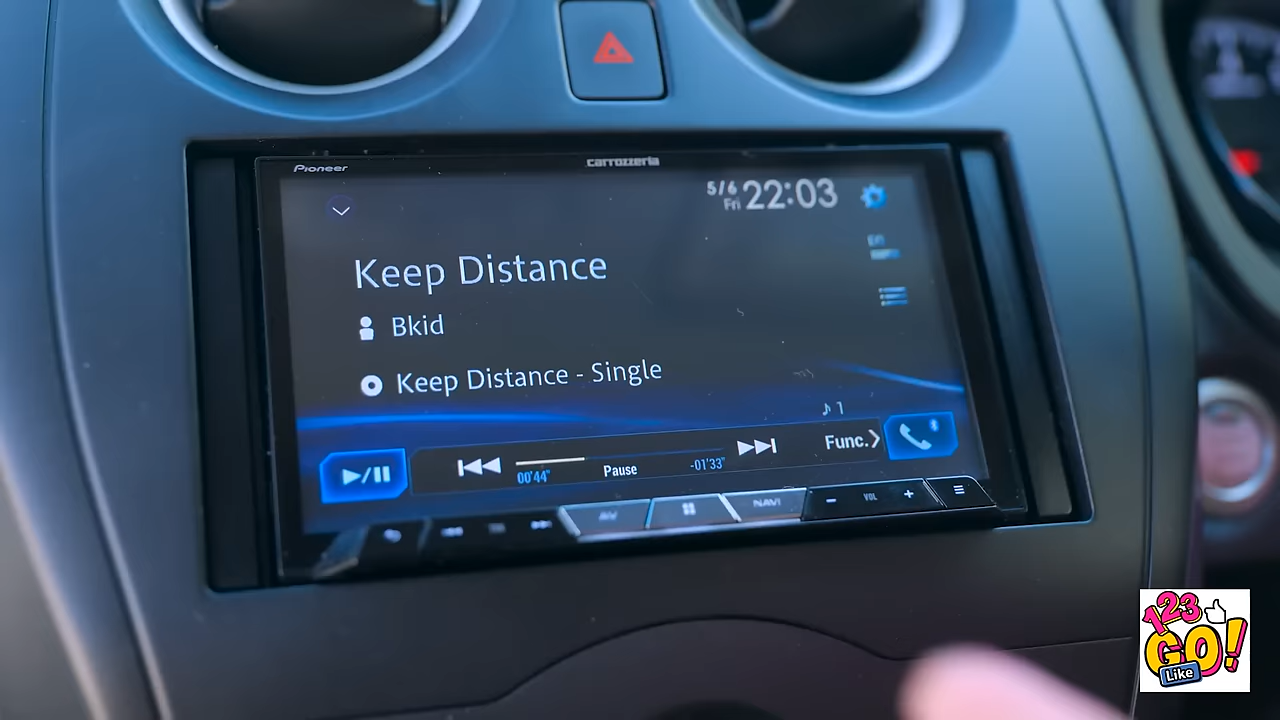 Pioneer
carrozzeria
5/6
Fri
22:03
Keep Distance
Bkid
Keep Distance - Single
1
Func.
00'44"
Pause
-01'33"
AV
NAVI
- VOL +
123
GO!
Like